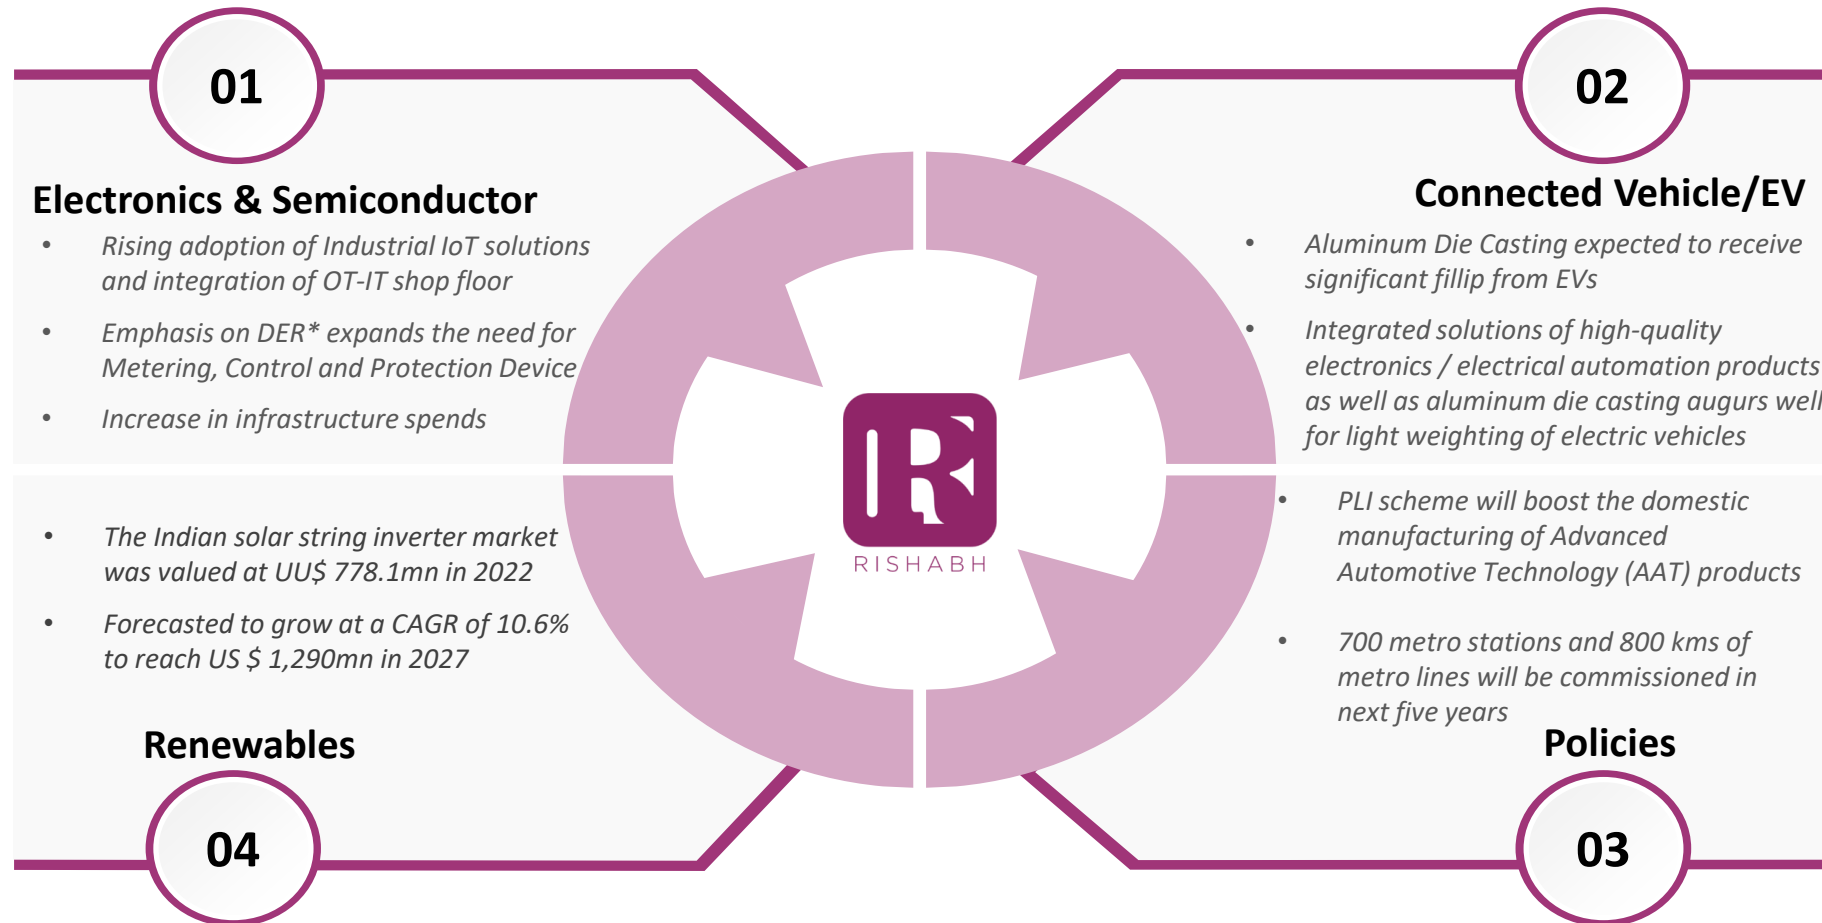 01
Electronics & Semiconductor
• Rising adoption of Industrial IoT solutions
and integration of OT-IT shop floor
• Emphasis on DER* expands the need for
Metering, Control and Protection Device
• Increase in infrastructure spends
02
Connected Vehicle/EV
• Aluminum Die Casting expected to receive
significant fillip from EVs
• Integrated solutions of high-quality
electronics / electrical automation products
as well as aluminum die casting augurs well
for light weighting of electric vehicles
RISHABH
• The Indian solar string inverter market
was valued at UU$ 778.1mn in 2022
• Forecasted to grow at a CAGR of 10.6%
to reach US $ 1,290mn in 2027
Renewables
04
• PLI scheme will boost the domestic
manufacturing of Advanced
Automotive Technology (AAT) products
• 700 metro stations and 800 kms of
metro lines will be commissioned in
next five years
Policies
03